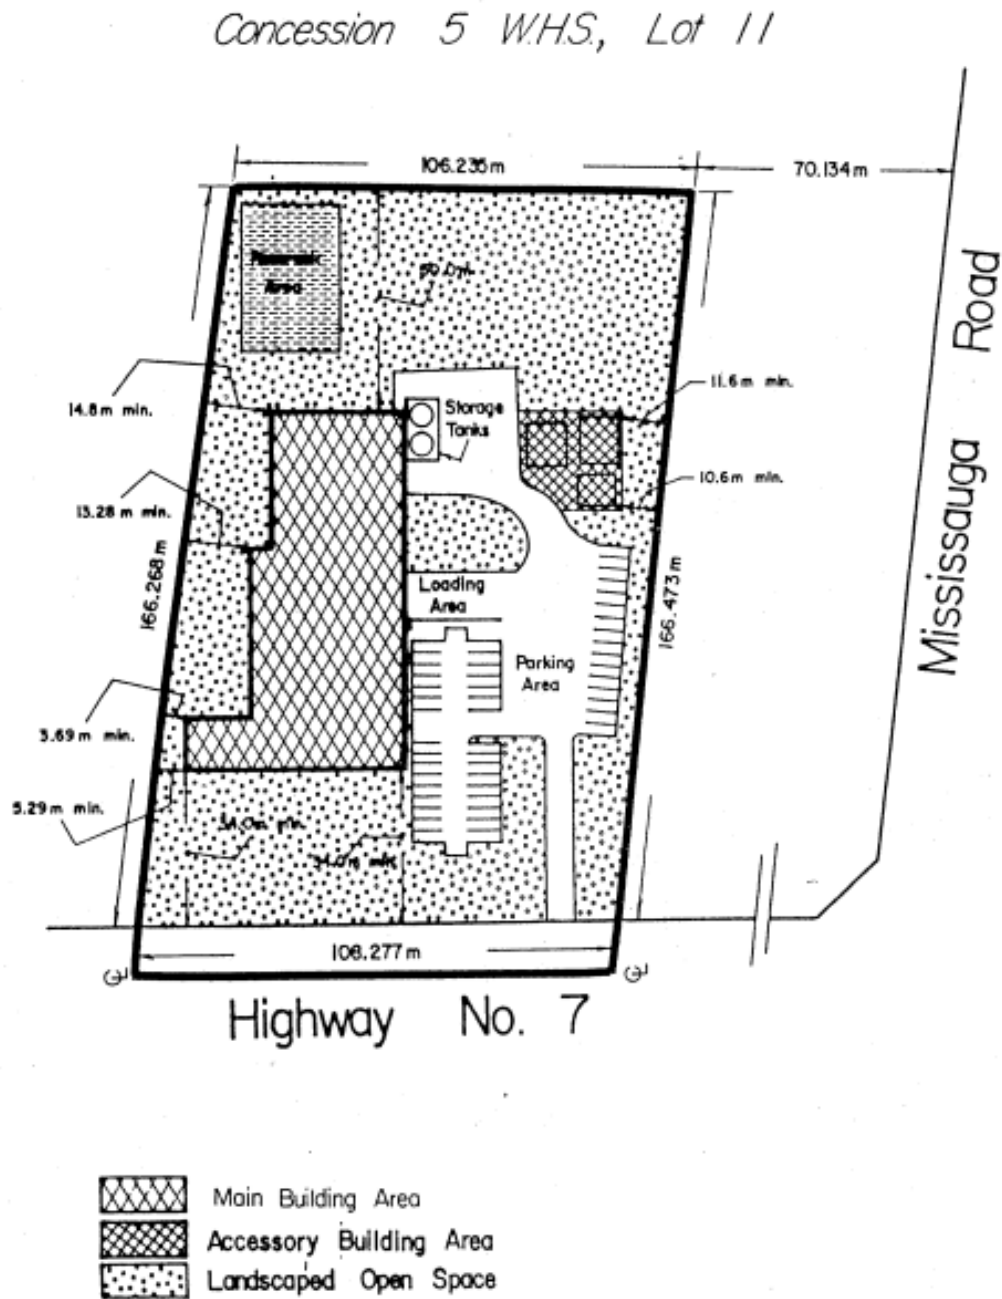 Concession 5 W.H.S., Lot 11
106.235m
70.134m
Mississauga Road
Area
14.8m min.
Storage
Tanks
11.6m min.
10.6m min.
13.28m min.
166.268m
166.473m
Loading
Area
Parking
Area
3.69m min.
5.29m min.
106.277m
Highway No. 7
Main Building Area
Accessory Building Area
Landscaped Open Space